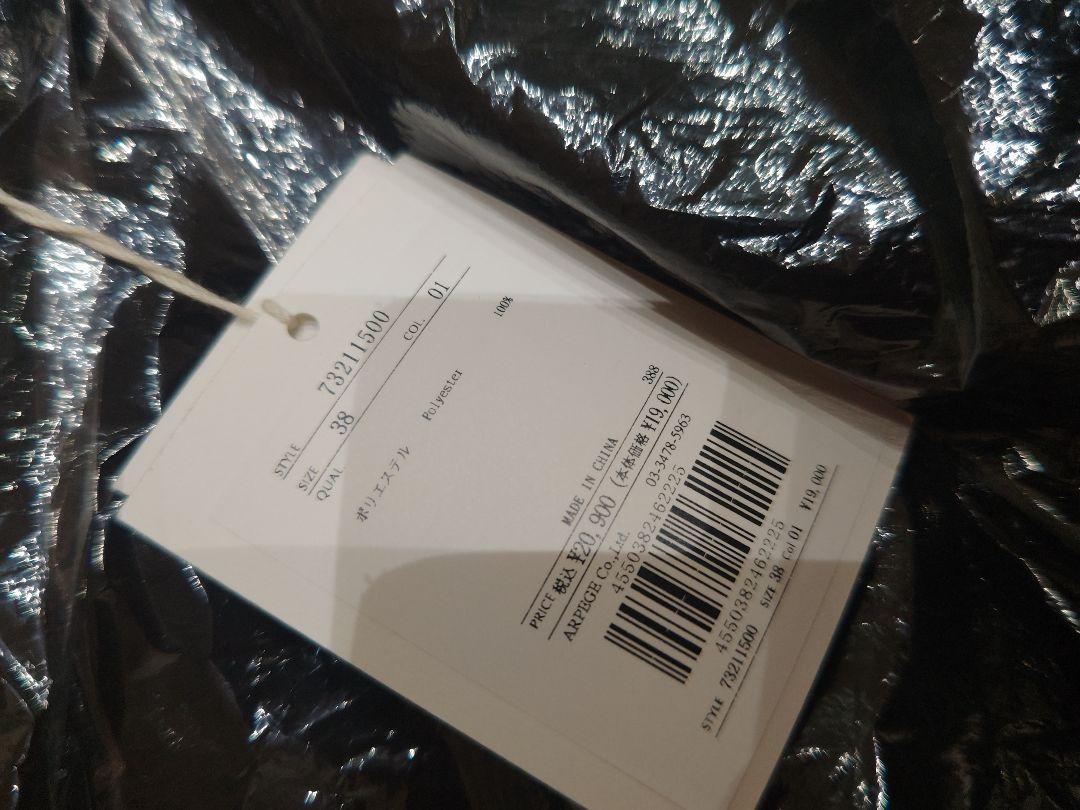 STYLE 73211500
SIZE 38 COL. 01
QUAL
ポリエステル Polyester 100%
MADE IN CHINA 388
PRICE 税込 ¥20,900 (本体価格 ¥19,000)
ARPEGE Co.,Ltd. 03-3478-5963
4550382462225
4550382462225
STYLE 73211500 SIZE 38 Col 01 ¥19,000